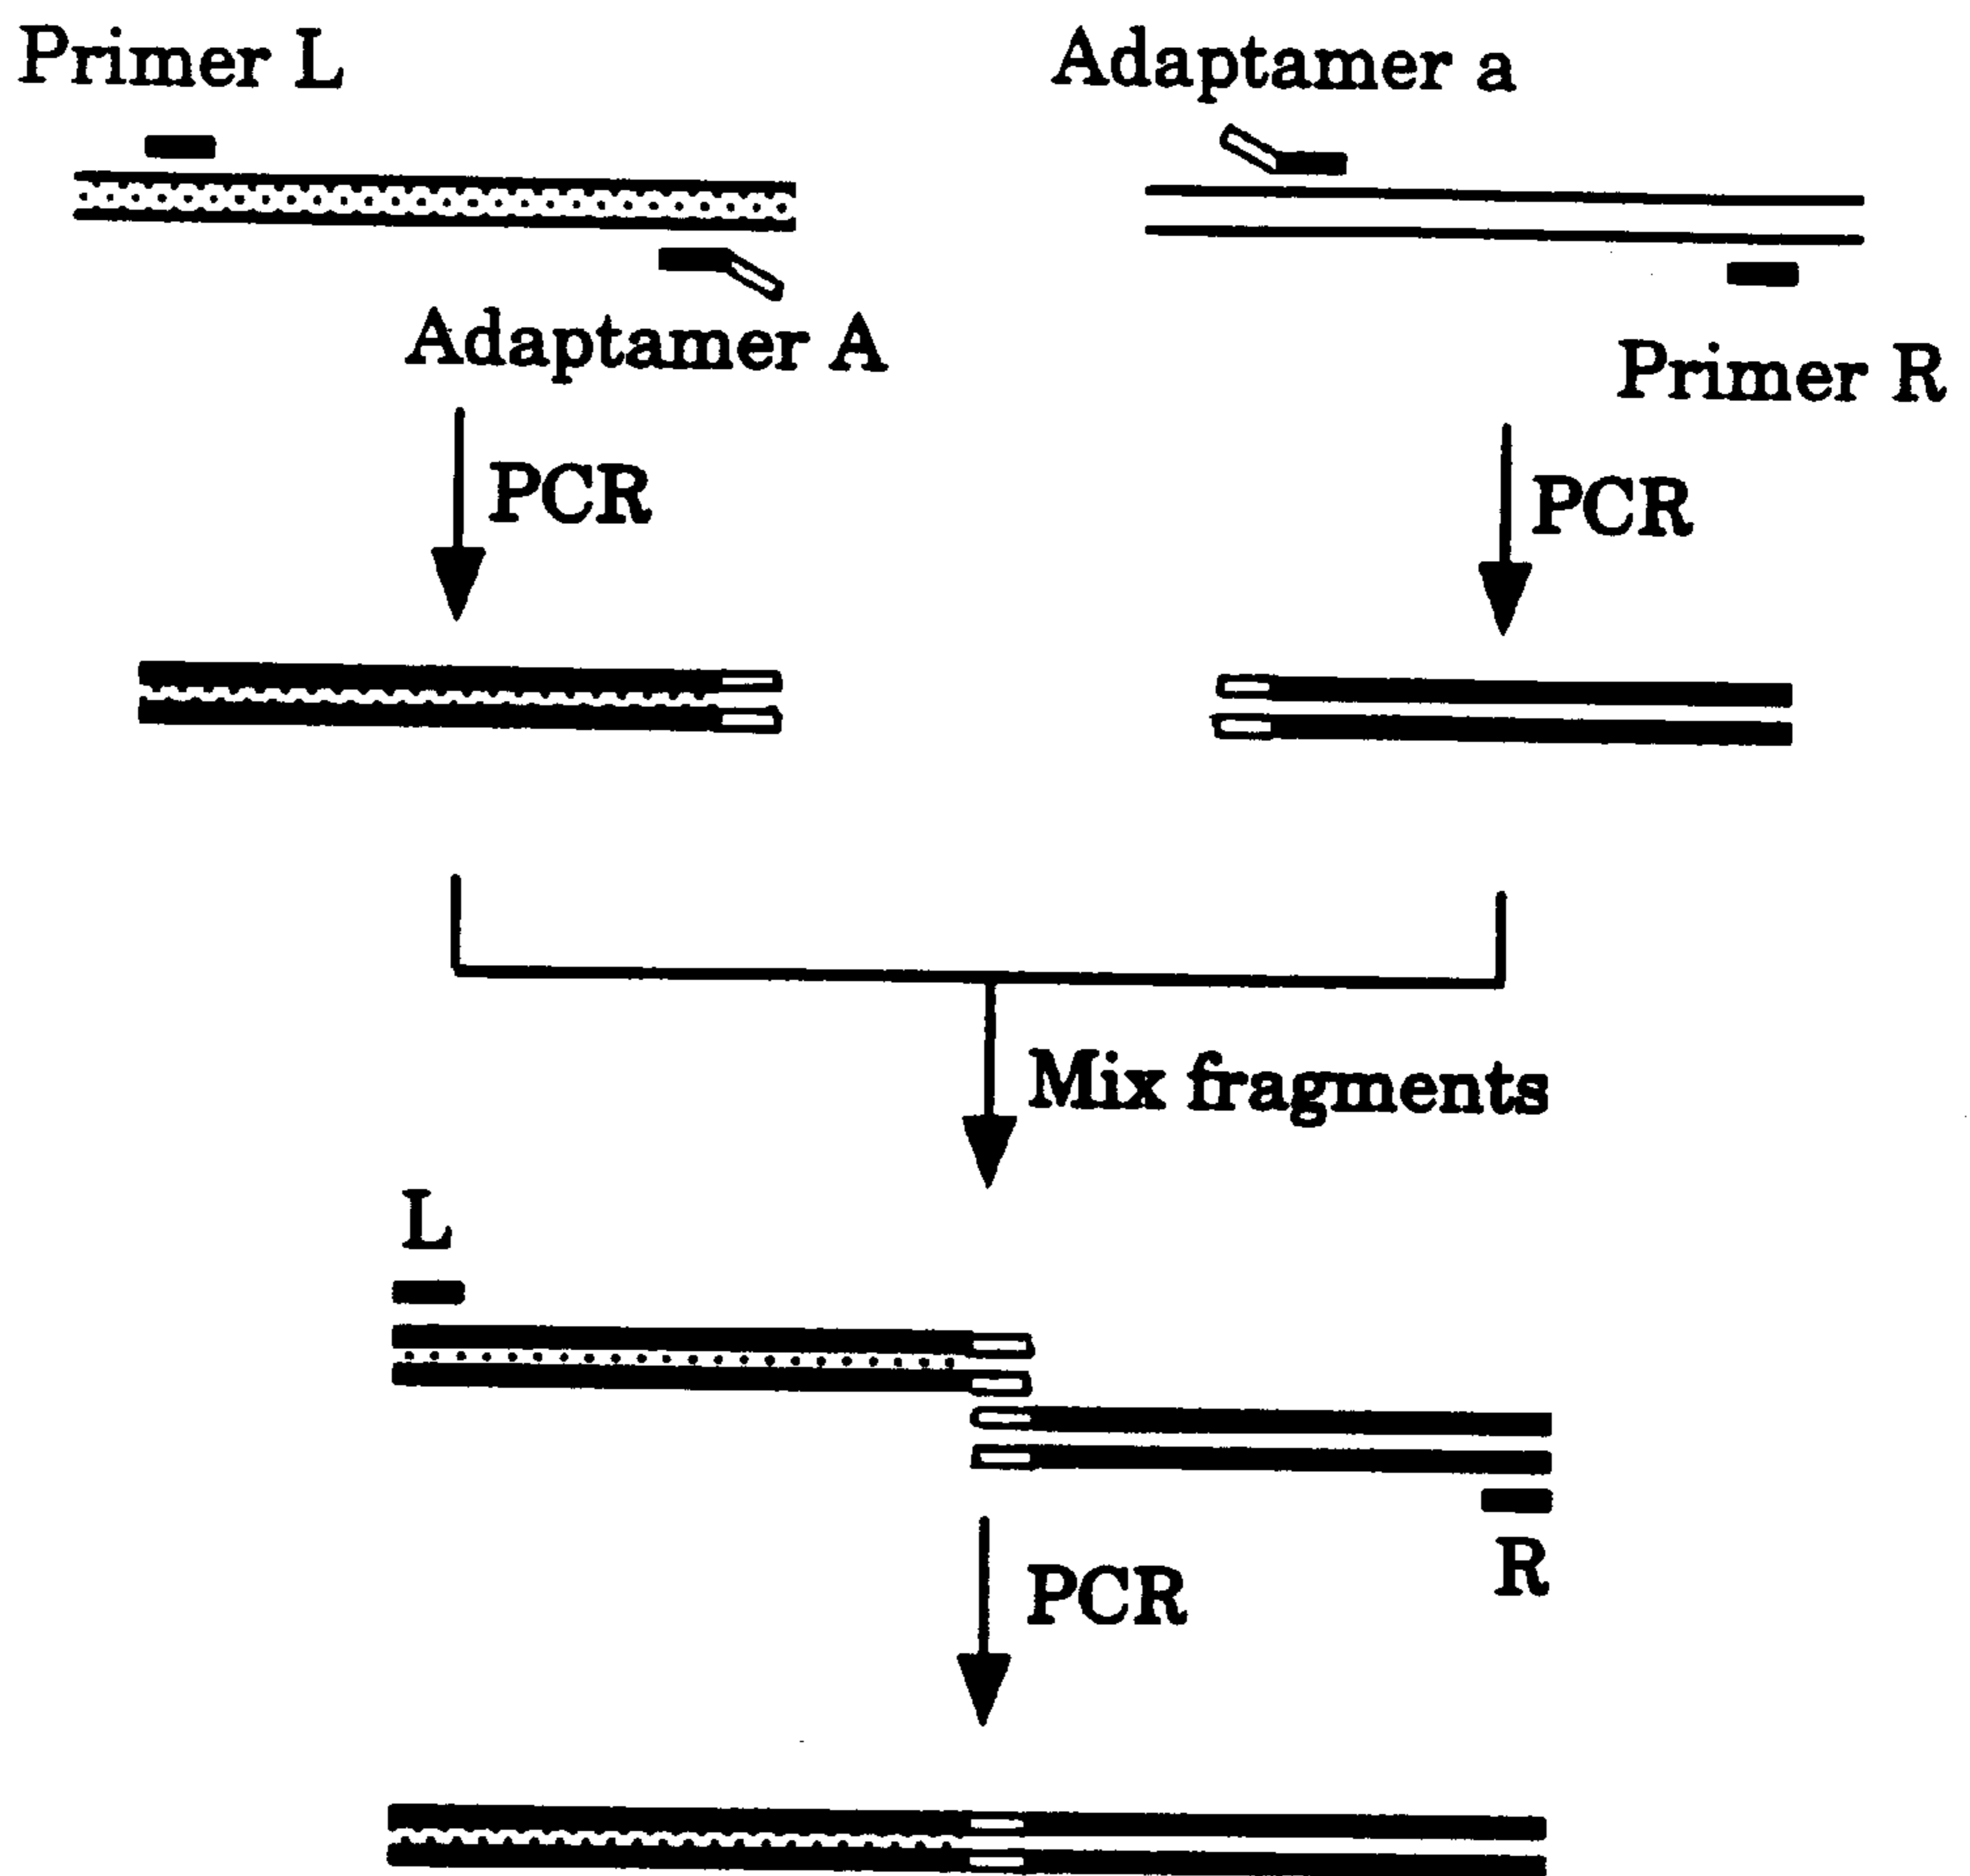 Primer L
Adaptamer a
Adaptamer A
Primer R
PCR
PCR
Mix fragments
L
R
PCR